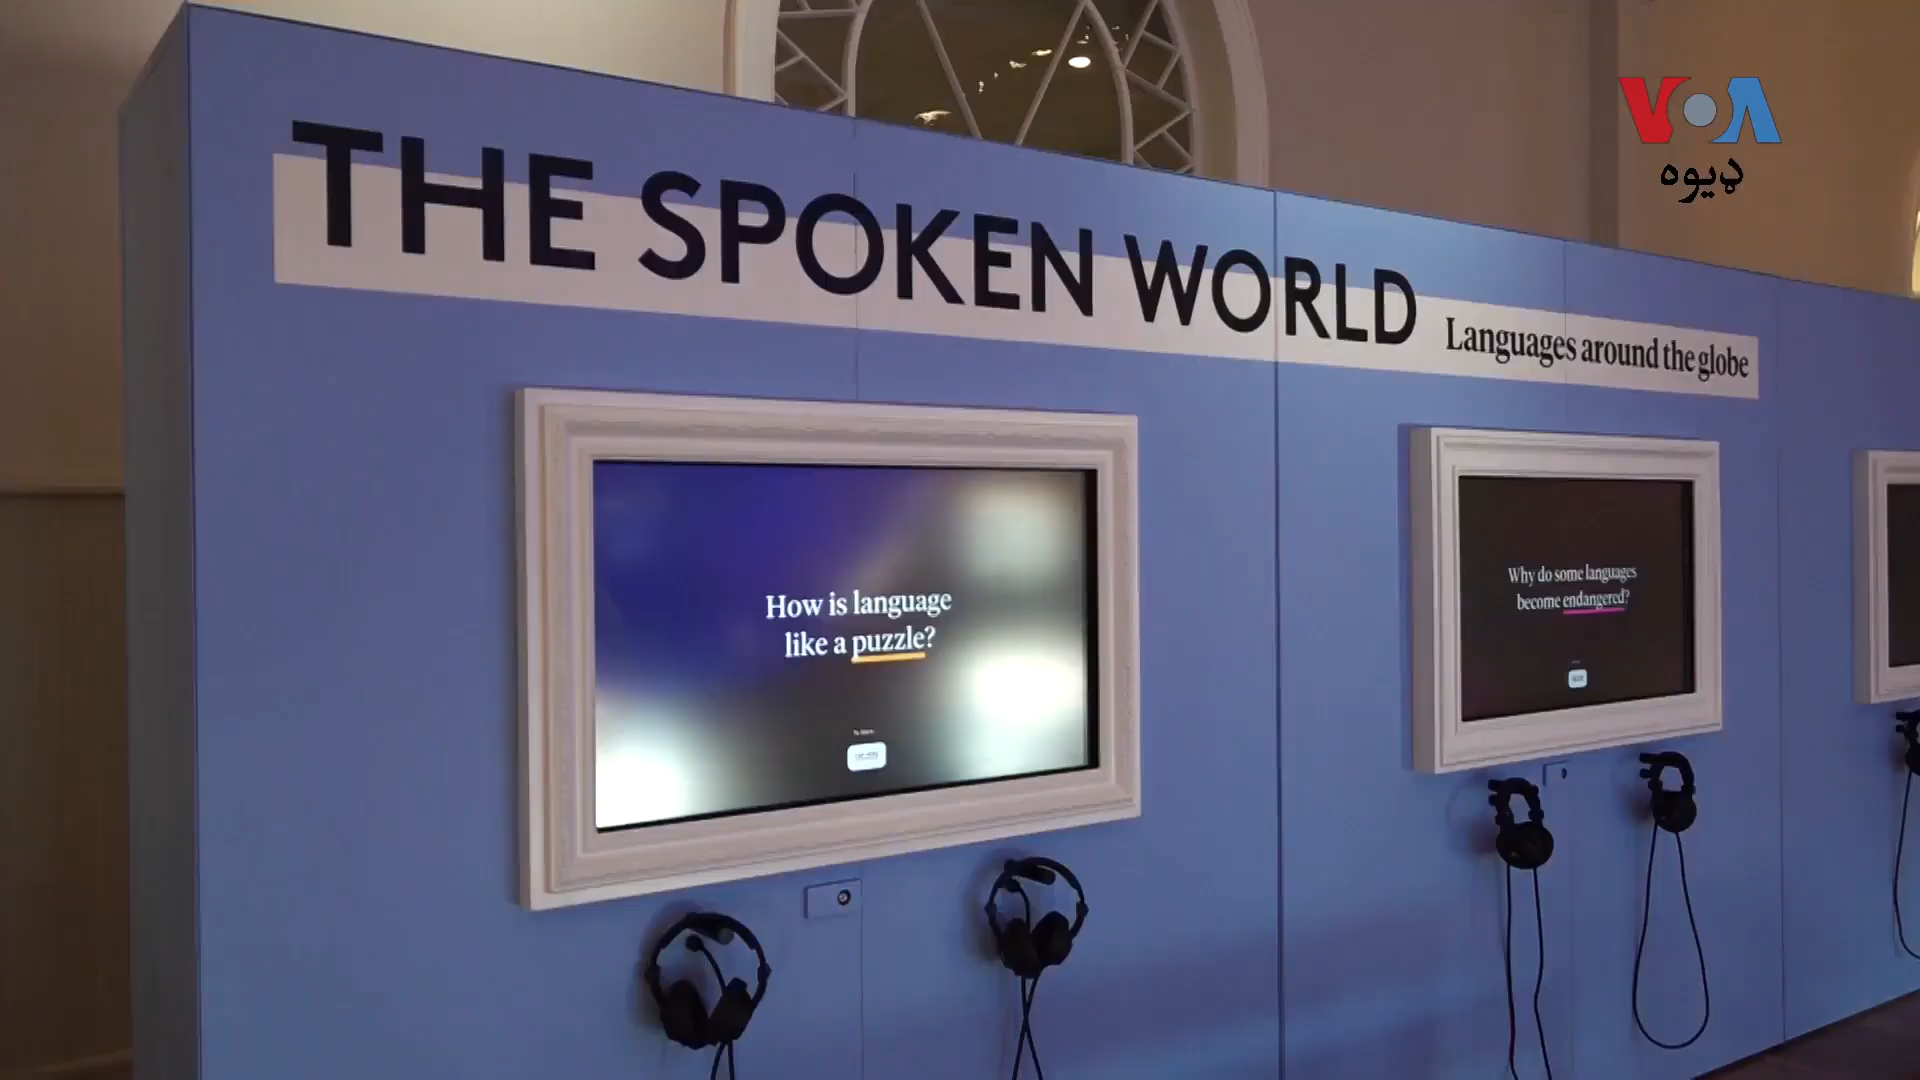 VOA
ډیوه
THE SPOKEN WORLD
Languages around the globe
How is language
like a puzzle?
Why do some languages
become endangered?